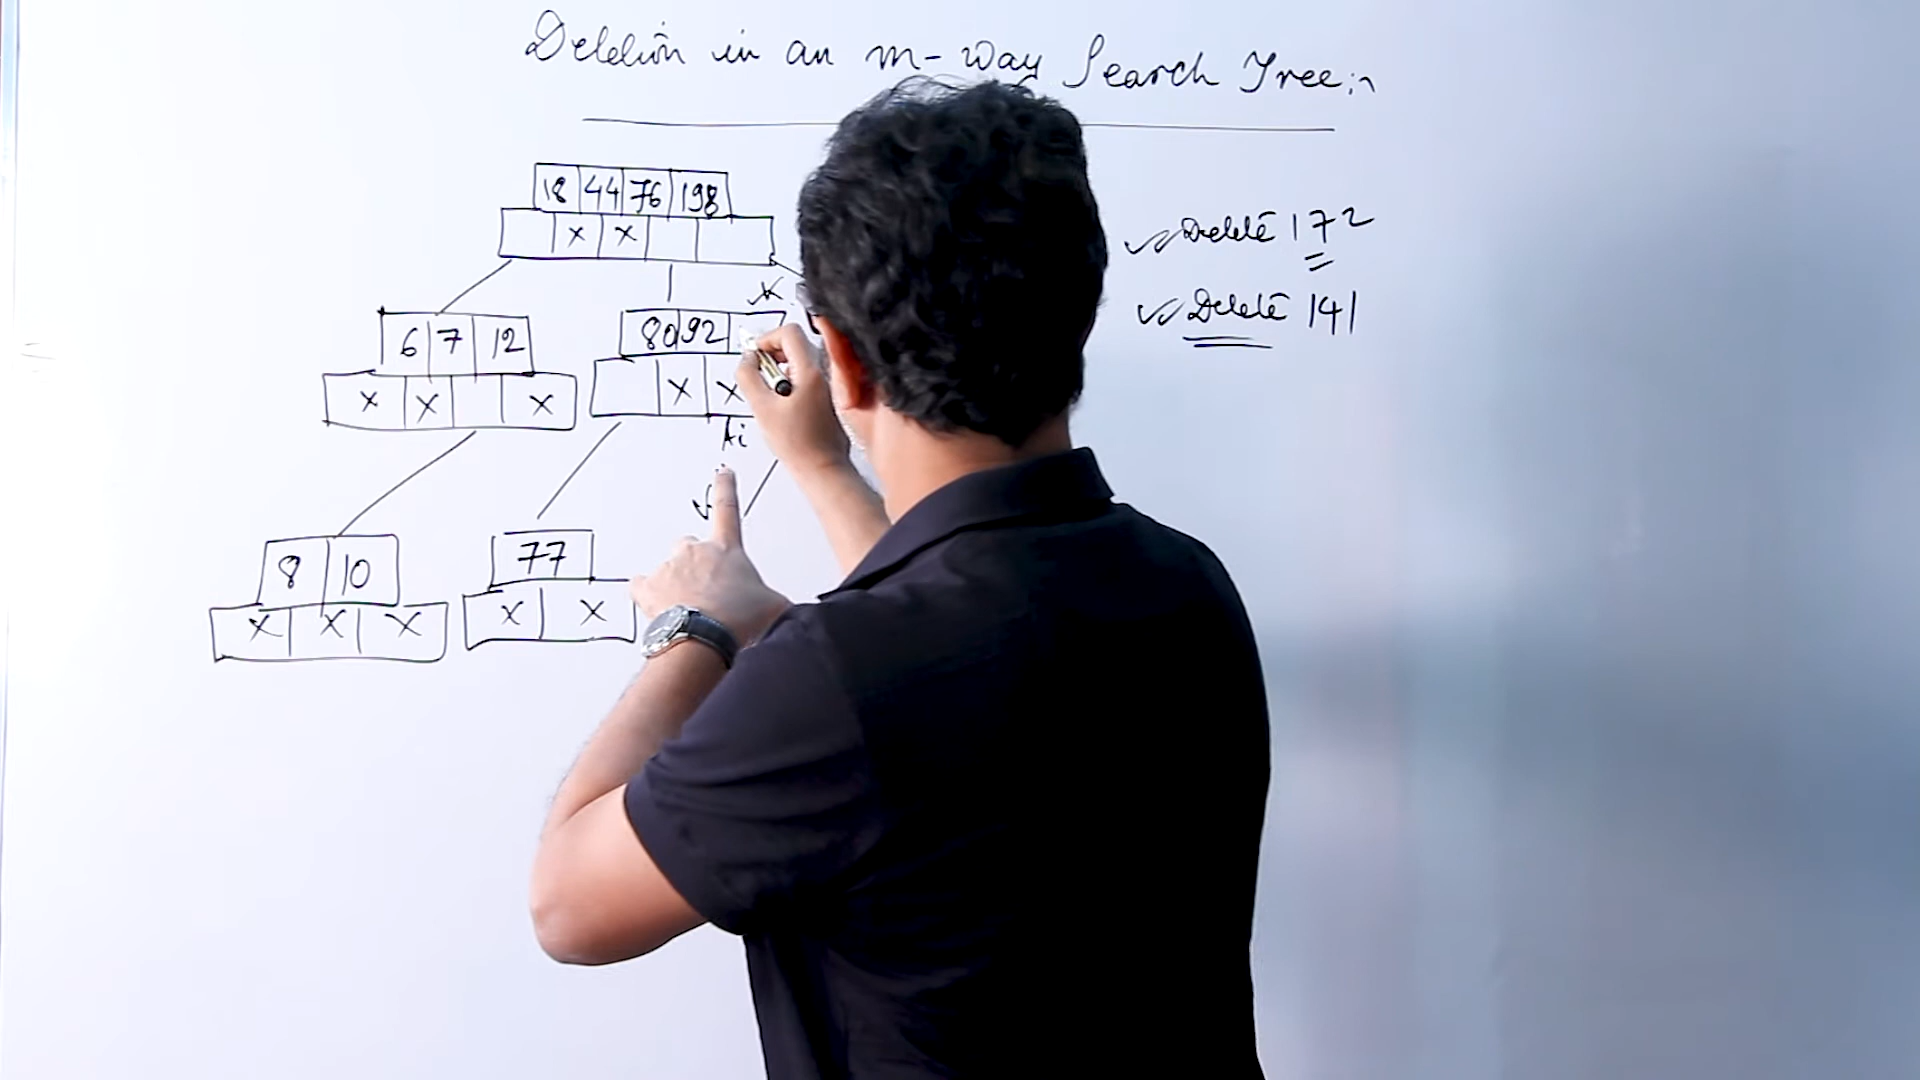 Deletion in an m-way Search Tree:-
18 44 76 198
x x
Delete 172
Delete 141
6 7 12
80 92
x x x
x x
Ai
8 10
77
x x x
x x